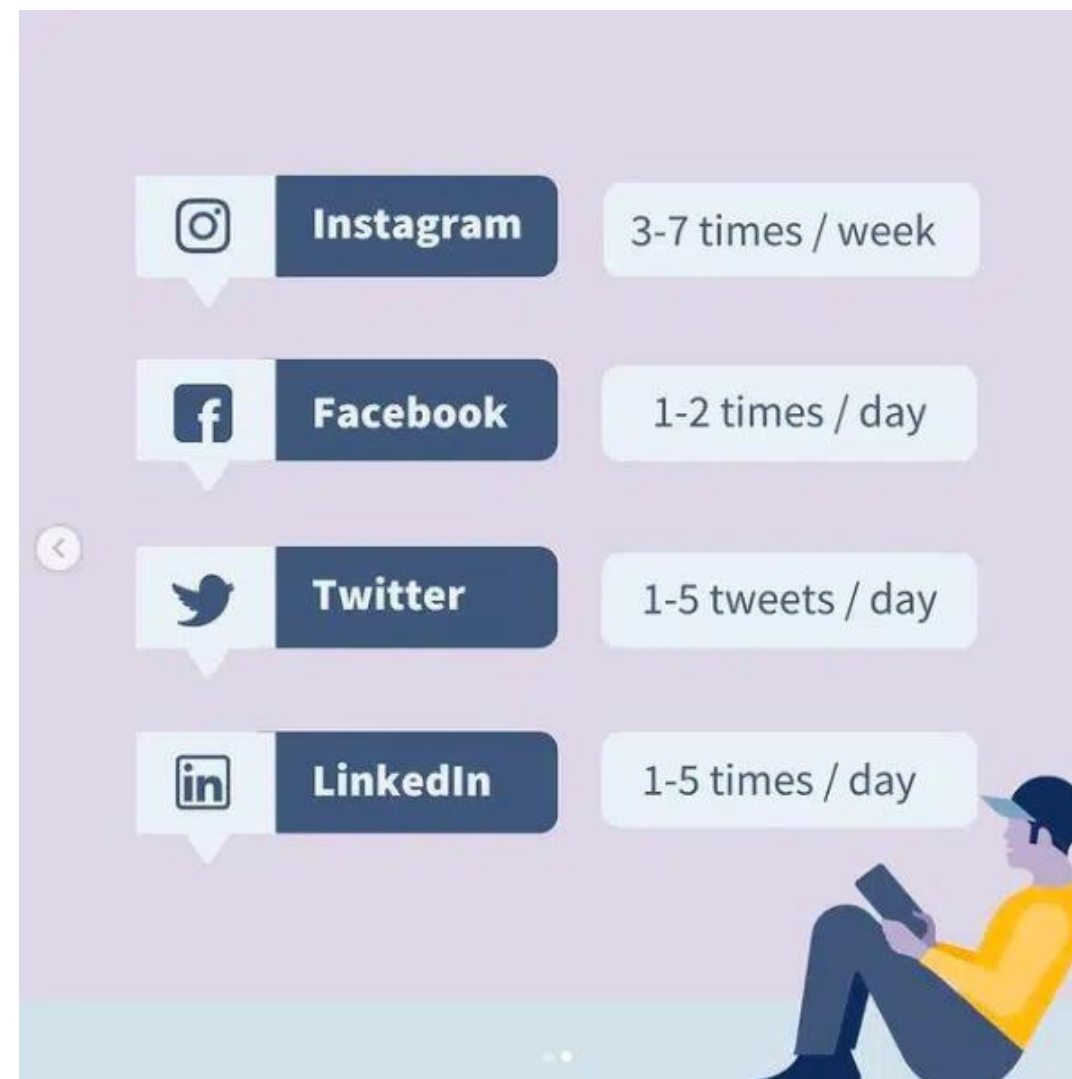 Instagram 3-7 times / week
Facebook 1-2 times / day
Twitter 1-5 tweets / day
LinkedIn 1-5 times / day